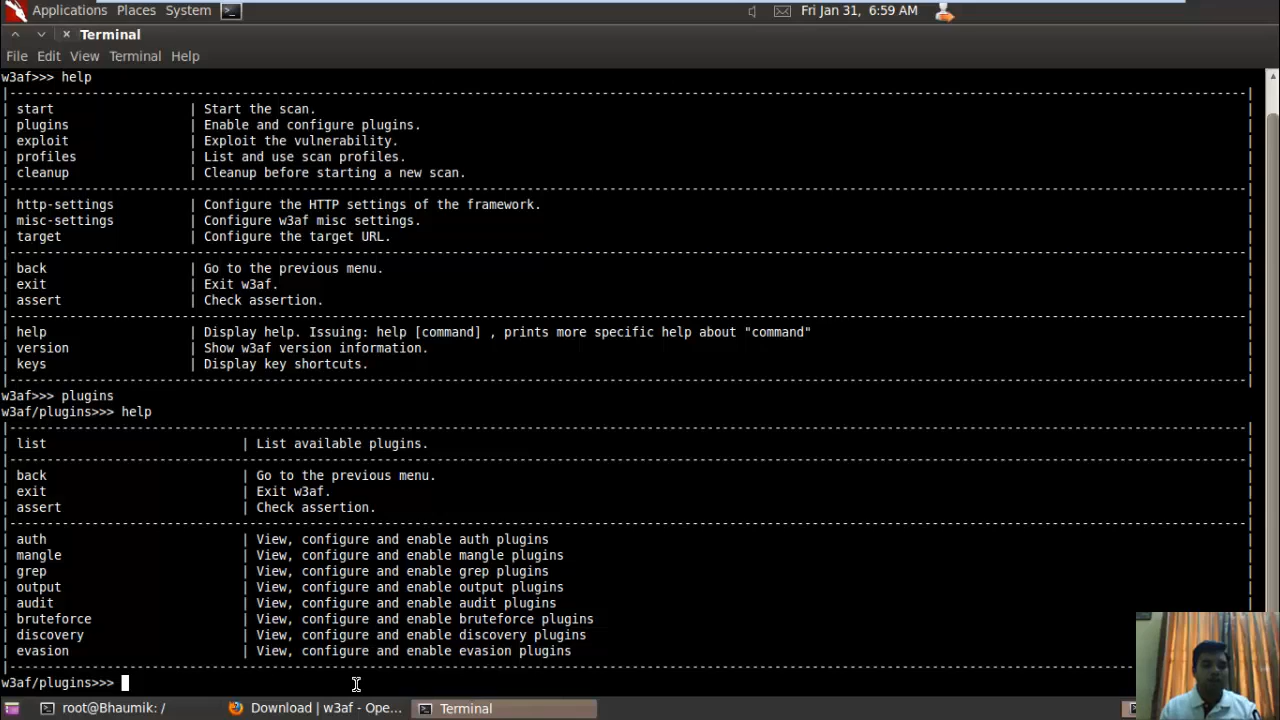 Applications Places System
Fri Jan 31, 6:59 AM
Terminal
File Edit View Terminal Help
w3af>>> help
|-----------------------------------------------------------------------|
| start | Start the scan.
| plugins | Enable and configure plugins.
| exploit | Exploit the vulnerability.
| profiles | List and use scan profiles.
| cleanup | Cleanup before starting a new scan.
|-----------------------------------------------------------------------|
| http-settings | Configure the HTTP settings of the framework.
| misc-settings | Configure w3af misc settings.
| target | Configure the target URL.
|-----------------------------------------------------------------------|
| back | Go to the previous menu.
| exit | Exit w3af.
| assert | Check assertion.
|-----------------------------------------------------------------------|
| help | Display help. Issuing: help [command] , prints more specific help about "command"
| version | Show w3af version information.
| keys | Display key shortcuts.
|-----------------------------------------------------------------------|
w3af>>> plugins
w3af/plugins>>> help
|-----------------------------------------------------------------------|
| list | List available plugins.
|-----------------------------------------------------------------------|
| back | Go to the previous menu.
| exit | Exit w3af.
| assert | Check assertion.
|-----------------------------------------------------------------------|
| auth | View, configure and enable auth plugins
| mangle | View, configure and enable mangle plugins
| grep | View, configure and enable grep plugins
| output | View, configure and enable output plugins
| audit | View, configure and enable audit plugins
| bruteforce | View, configure and enable bruteforce plugins
| discovery | View, configure and enable discovery plugins
| evasion | View, configure and enable evasion plugins
|-----------------------------------------------------------------------|
w3af/plugins>>>
root@Bhaumik: / Download | w3af - Ope... Terminal